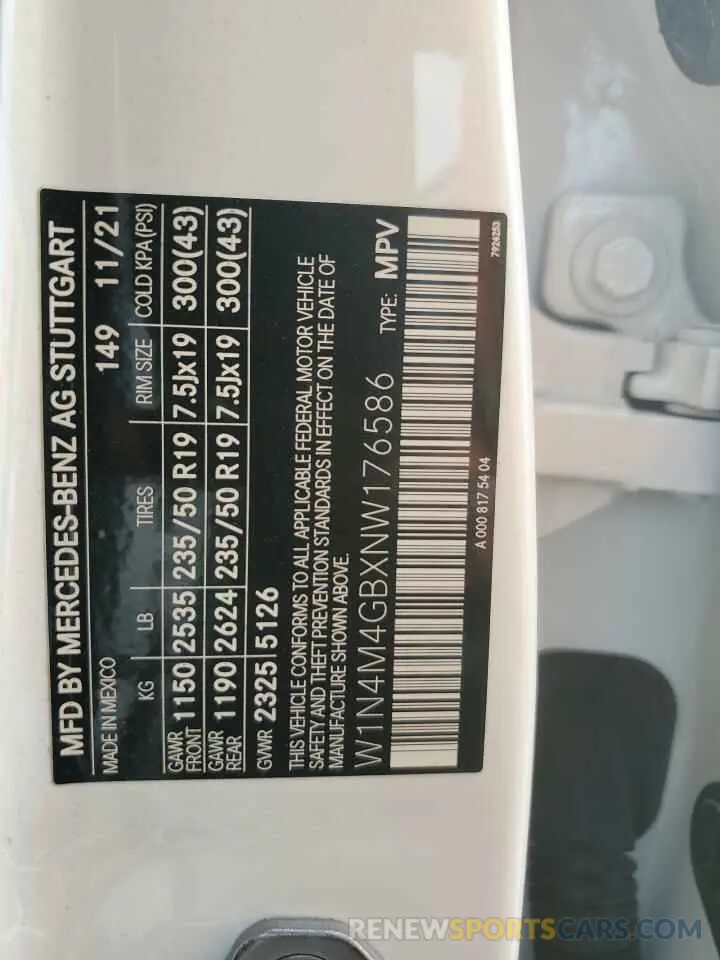 MFD BY MERCEDES-BENZ AG STUTTGART
MADE IN MEXICO 149 11/21
KG LB TIRES RIM SIZE COLD KPA (PSI)
GAWR FRONT 1150 2535 235/50 R19 7.5Jx19 300(43)
GAWR REAR 1190 2624 235/50 R19 7.5Jx19 300(43)
GVWR 2325 5126
THIS VEHICLE CONFORMS TO ALL APPLICABLE FEDERAL MOTOR VEHICLE
SAFETY AND THEFT PREVENTION STANDARDS IN EFFECT ON THE DATE OF
MANUFACTURE SHOWN ABOVE.
W1N4M4GBXNW176586 TYPE: MPV
A 000 817 54 04 7926253
RENEWSPORTSCARS.COM